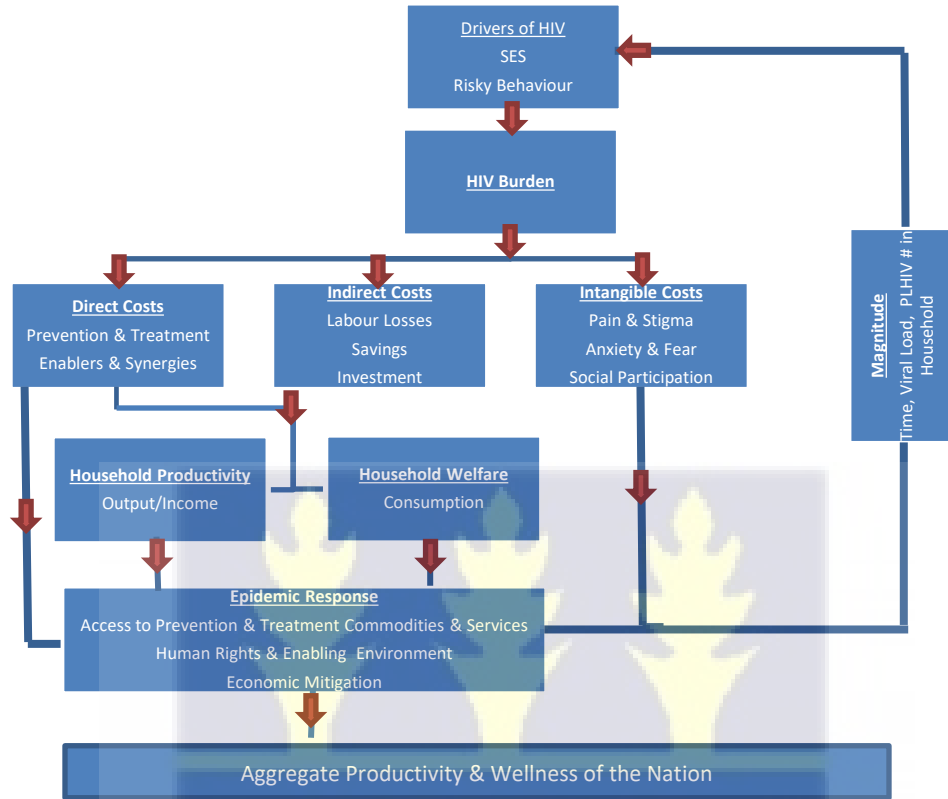 Drivers of HIV
SES
Risky Behaviour
HIV Burden
Direct Costs
Prevention & Treatment
Enablers & Synergies
Indirect Costs
Labour Losses
Savings
Investment
Intangible Costs
Pain & Stigma
Anxiety & Fear
Social Participation
Magnitude
Time, Viral Load, PLHIV # in
Household
Household Productivity
Output/Income
Household Welfare
Consumption
Epidemic Response
Access to Prevention & Treatment Commodities & Services
Human Rights & Enabling Environment
Economic Mitigation
Aggregate Productivity & Wellness of the Nation